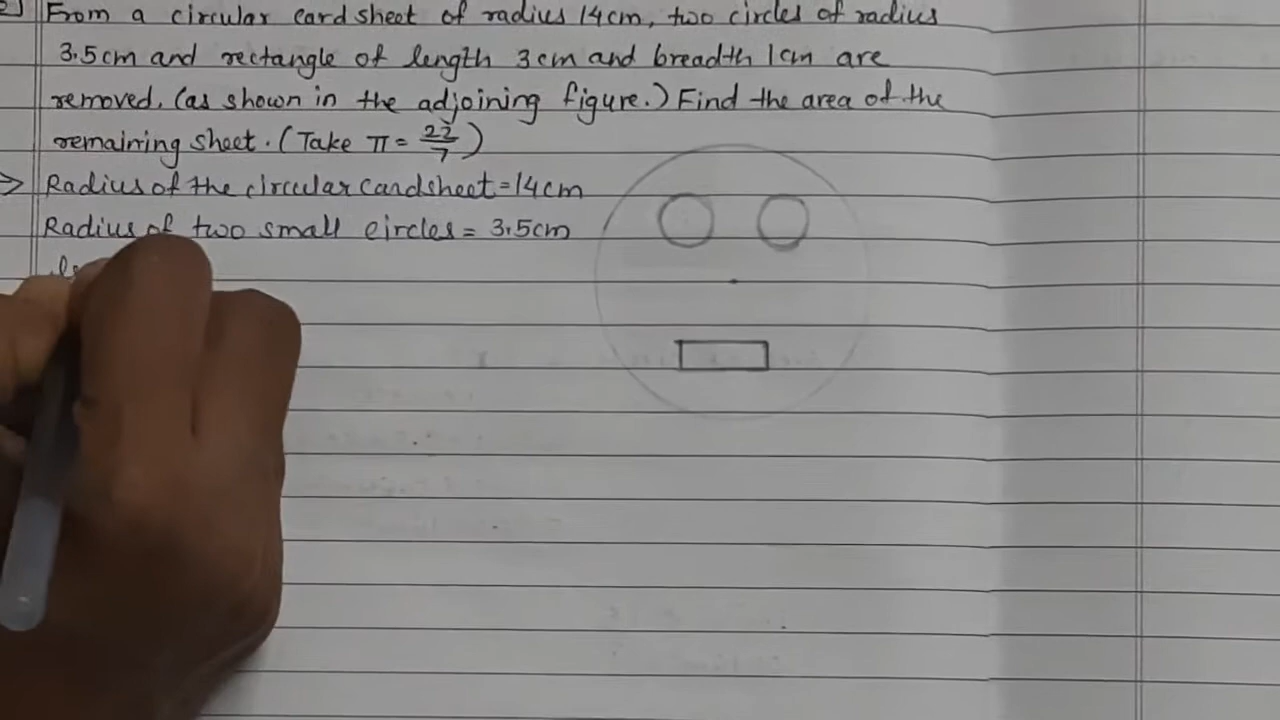 From a circular card sheet of radius 14cm, two circles of radius
3.5cm and rectangle of length 3cm and breadth 1cm are
removed. (as shown in the adjoining figure.) Find the area of the
remaining sheet. (Take π = 22/7)
⇒ Radius of the circular cardsheet = 14cm
Radius of two small circles = 3.5cm